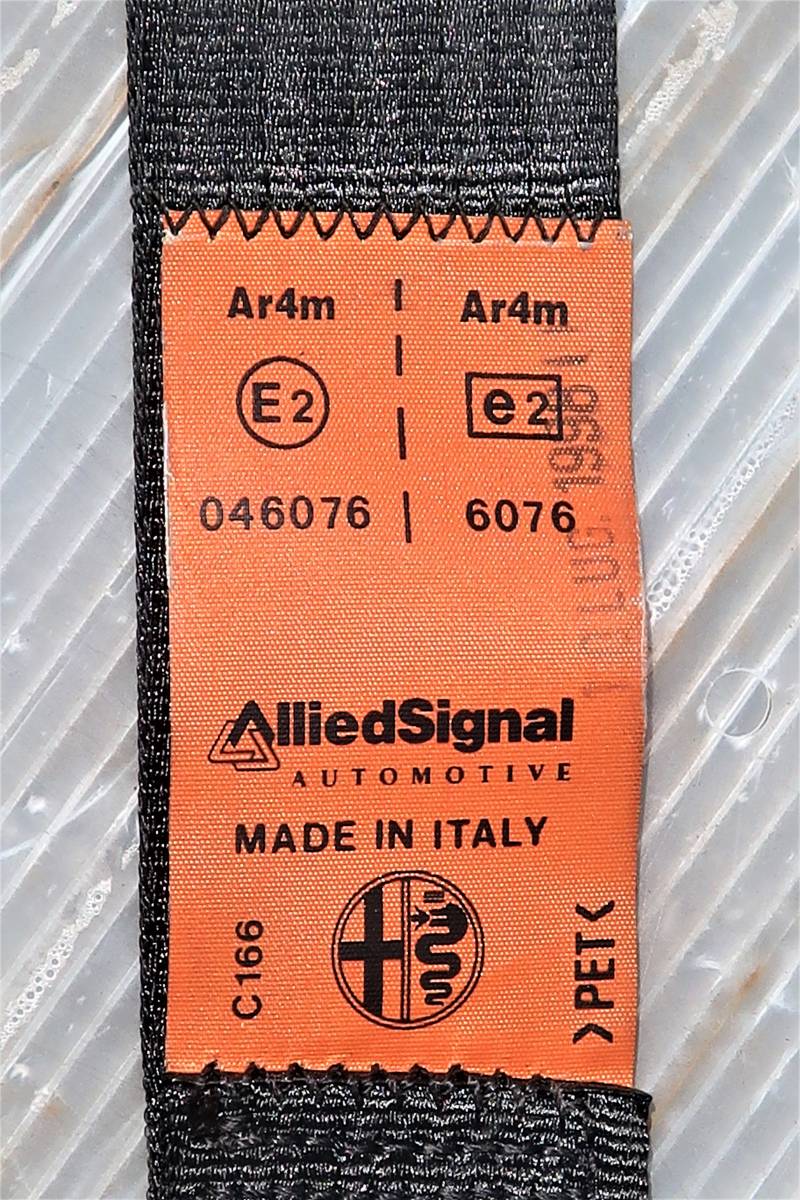 Ar4m | Ar4m
E2 e2
046076 | 6076
LUG. 1996
AlliedSignal
AUTOMOTIVE
MADE IN ITALY
C166
>PET<